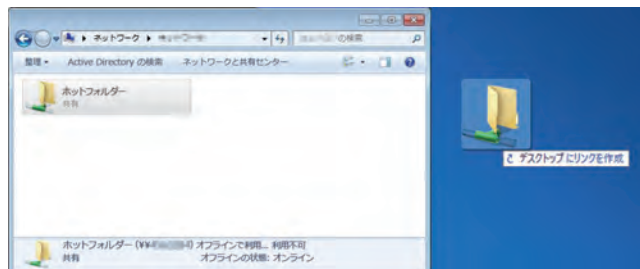 ネットワーク
の検索
整理 Active Directory の検索 ネットワークと共有センター
ホットフォルダー
共有
デスクトップ にリンクを作成
ホットフォルダー (¥¥ オフラインで利用... 利用不可
共有 オフラインの状態: オンライン